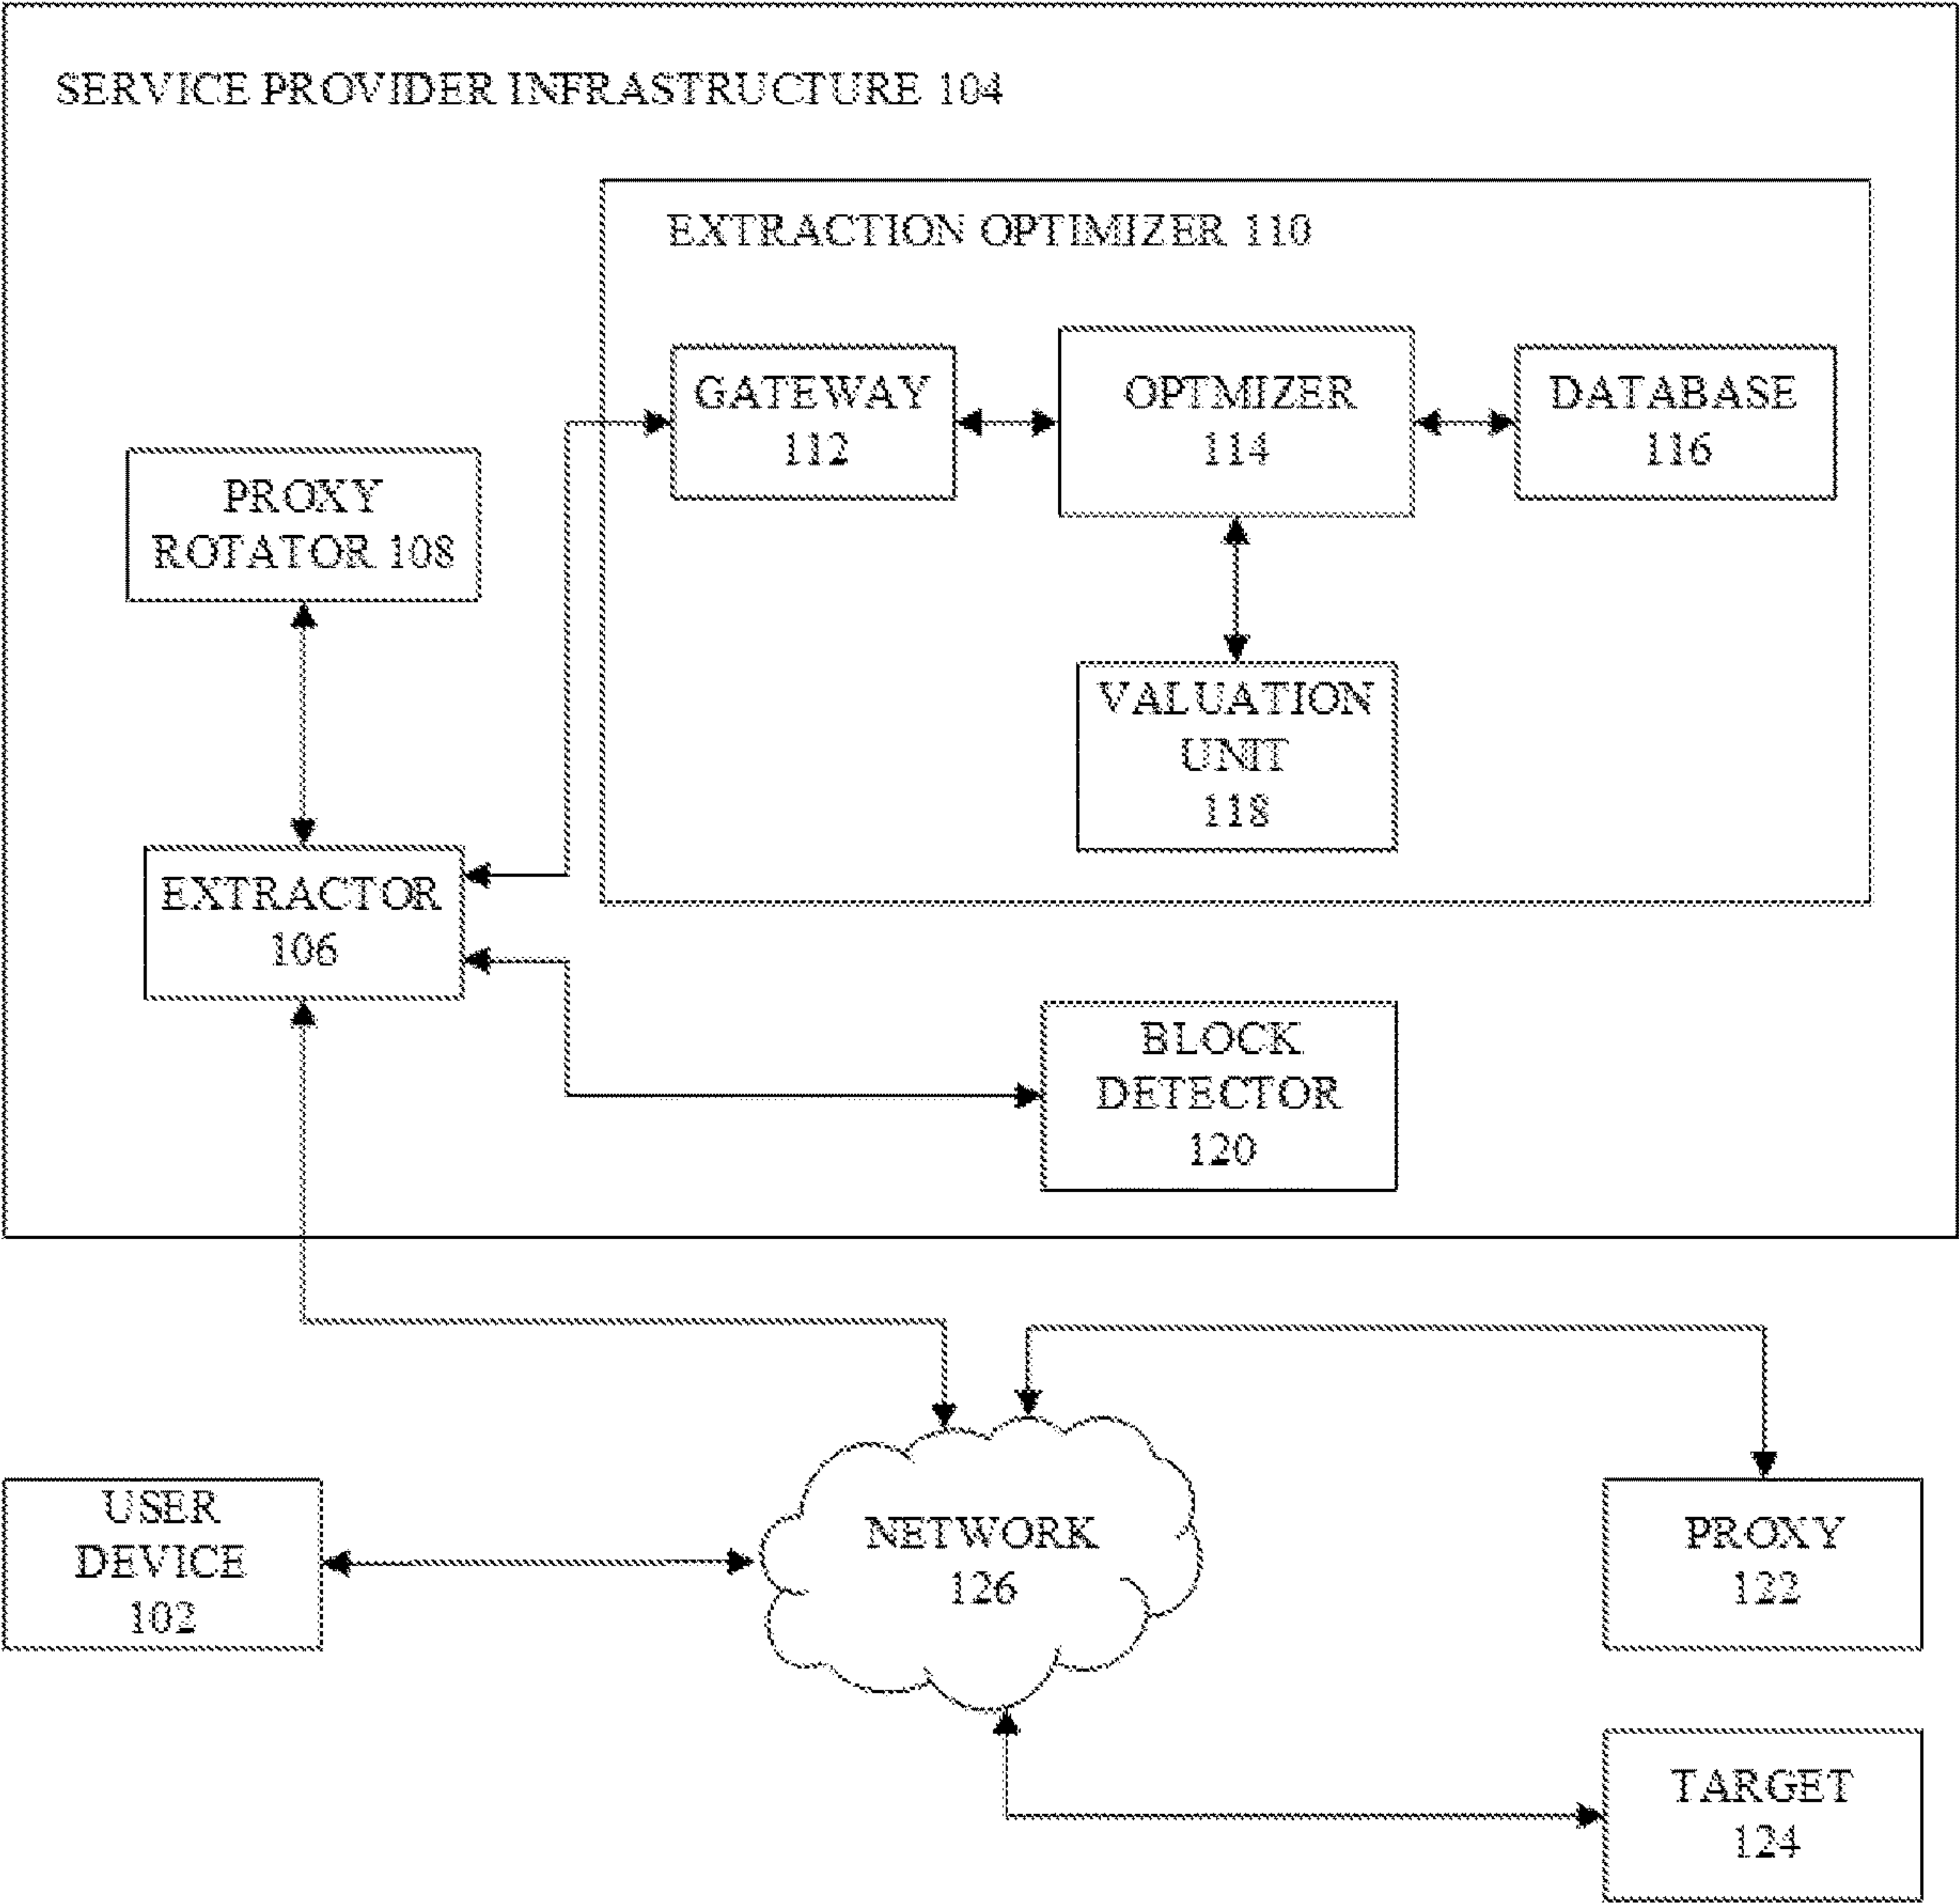 SERVICE PROVIDER INFRASTRUCTURE 104
EXTRACTION OPTIMIZER 110
GATEWAY
112
OPTMIZER
114
DATABASE
116
PROXY
ROTATOR 108
VALUATION
UNIT
118
EXTRACTOR
106
BLOCK
DETECTOR
120
USER
DEVICE
102
NETWORK
126
PROXY
122
TARGET
124